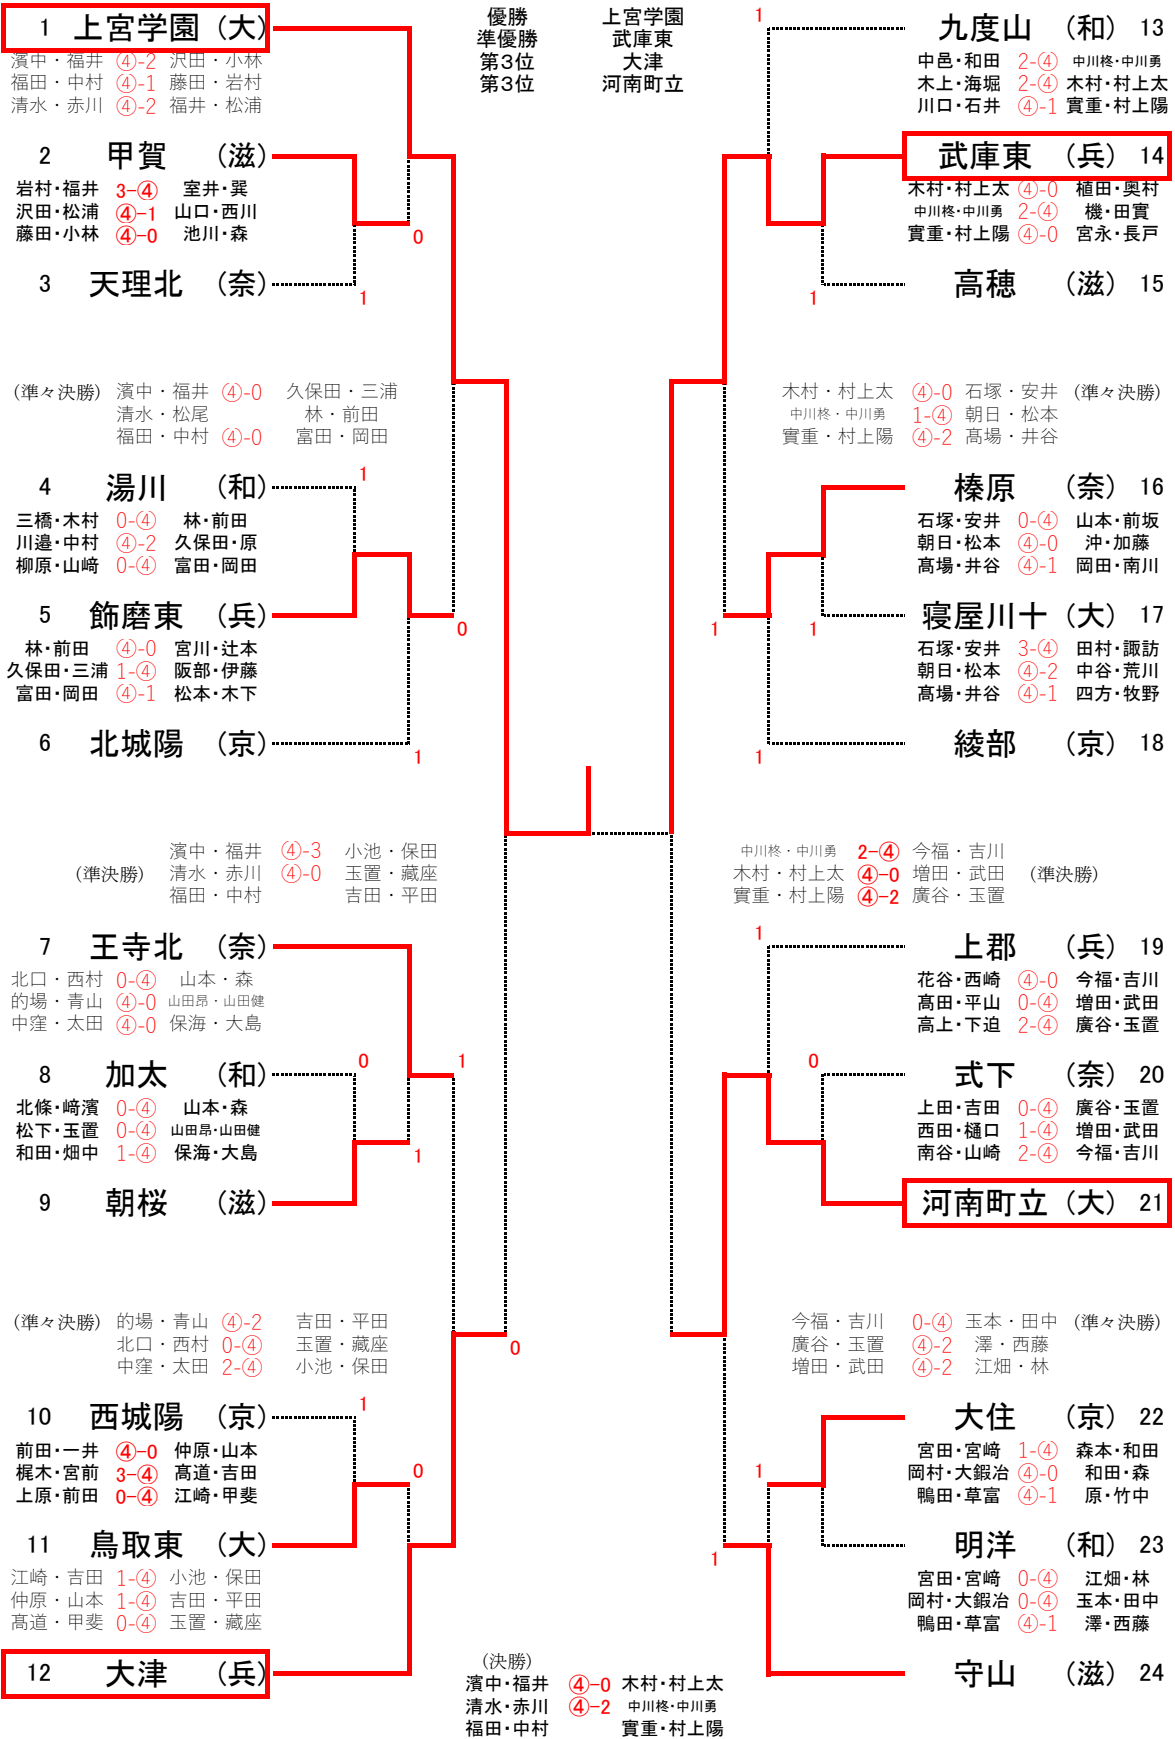 優勝 上宮学園
準優勝 武庫東
第3位 大津
第3位 河南町立
1 上宮学園 (大)
濱中・福井 ④-2 沢田・小林
福田・中村 ④-1 藤田・岩村
清水・赤川 ④-2 福井・松浦
2 甲賀 (滋)
岩村・福井 3-④ 室井・巽
沢田・松浦 ④-1 山口・西川
藤田・小林 ④-0 池川・森
0
3 天理北 (奈)
1
(準々決勝) 濱中・福井 ④-0 久保田・三浦
清水・松尾 林・前田
福田・中村 ④-0 富田・岡田
1
4 湯川 (和)
三橋・木村 0-④ 林・前田
川邉・中村 ④-2 久保田・原
柳原・山﨑 0-④ 富田・岡田
5 飾磨東 (兵)
0
林・前田 ④-0 宮川・辻本
久保田・三浦 1-④ 阪部・伊藤
富田・岡田 ④-1 松本・木下
6 北城陽 (京)
1
濱中・福井 ④-3 小池・保田
(準決勝) 清水・赤川 ④-0 玉置・藏座
福田・中村 吉田・平田
7 王寺北 (奈)
北口・西村 0-④ 山本・森
的場・青山 ④-0 山田昂・山田健
中窪・太田 ④-0 保海・大島
0 1
8 加太 (和)
北條・﨑濱 0-④ 山本・森
松下・玉置 0-④ 山田昂・山田健
和田・畑中 1-④ 保海・大島
1
9 朝桜 (滋)
(準々決勝) 的場・青山 ④-2 吉田・平田
北口・西村 0-④ 玉置・藏座
中窪・太田 2-④ 小池・保田
0
1
10 西城陽 (京)
前田・一井 ④-0 仲原・山本
梶木・宮前 3-④ 髙道・吉田
上原・前田 0-④ 江崎・甲斐
0
11 鳥取東 (大)
江崎・吉田 1-④ 小池・保田
仲原・山本 1-④ 吉田・平田
髙道・甲斐 0-④ 玉置・藏座
12 大津 (兵)
(決勝)
濱中・福井 ④-0 木村・村上太
清水・赤川 ④-2 中川柊・中川勇
福田・中村 實重・村上陽
1
九度山 (和) 13
中邑・和田 2-④ 中川柊・中川勇
木上・海堀 2-④ 木村・村上太
川口・石井 ④-1 實重・村上陽
武庫東 (兵) 14
木村・村上太 ④-0 植田・奥村
中川柊・中川勇 2-④ 機・田實
實重・村上陽 ④-0 宮永・長戸
高穂 (滋) 15
1
木村・村上太 ④-0 石塚・安井 (準々決勝)
中川柊・中川勇 1-④ 朝日・松本
實重・村上陽 ④-2 髙場・井谷
榛原 (奈) 16
石塚・安井 0-④ 山本・前坂
朝日・松本 ④-0 沖・加藤
髙場・井谷 ④-1 岡田・南川
寝屋川十 (大) 17
1 1
石塚・安井 3-④ 田村・諏訪
朝日・松本 ④-2 中谷・荒川
髙場・井谷 ④-1 四方・牧野
綾部 (京) 18
1
中川柊・中川勇 2-④ 今福・吉川
木村・村上太 ④-0 増田・武田 (準決勝)
實重・村上陽 ④-2 廣谷・玉置
1
上郡 (兵) 19
花谷・西崎 ④-0 今福・吉川
髙田・平山 0-④ 増田・武田
高上・下迫 2-④ 廣谷・玉置
0
式下 (奈) 20
上田・吉田 0-④ 廣谷・玉置
西田・樋口 1-④ 増田・武田
南谷・山崎 2-④ 今福・吉川
河南町立 (大) 21
今福・吉川 0-④ 玉本・田中 (準々決勝)
廣谷・玉置 ④-2 澤・西藤
増田・武田 ④-2 江畑・林
大住 (京) 22
宮田・宮﨑 1-④ 森本・和田
岡村・大鍛冶 ④-0 和田・森
鴨田・草富 ④-1 原・竹中
1
明洋 (和) 23
1
宮田・宮﨑 0-④ 江畑・林
岡村・大鍛冶 0-④ 玉本・田中
鴨田・草富 ④-1 澤・西藤
守山 (滋) 24